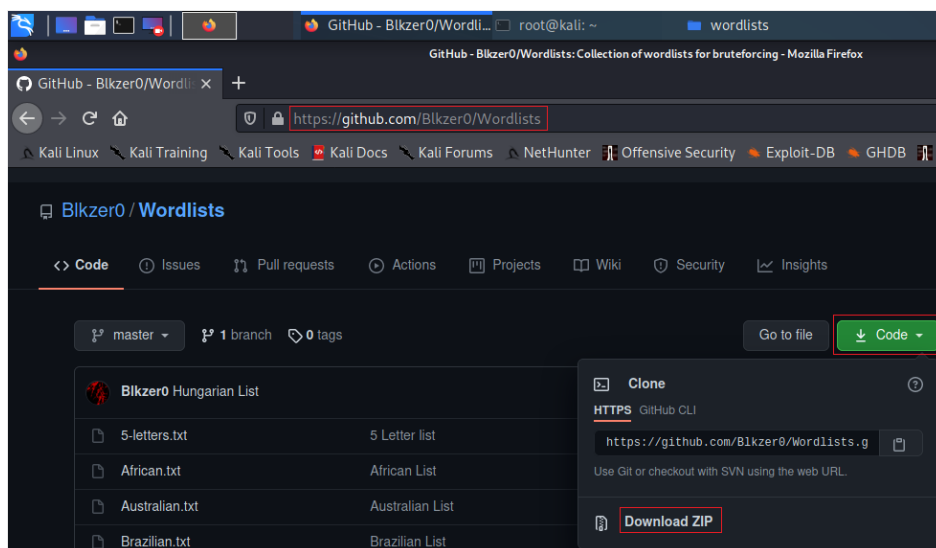 GitHub - Blkzer0/Wordli... root@kali: ~ wordlists
GitHub - Blkzer0/Wordlists: Collection of wordlists for bruteforcing - Mozilla Firefox
GitHub - Blkzer0/Wordlis
https://github.com/Blkzer0/Wordlists
Kali Linux Kali Training Kali Tools Kali Docs Kali Forums NetHunter Offensive Security Exploit-DB GHDB
Blkzer0 / Wordlists
<> Code Issues Pull requests Actions Projects Wiki Security Insights
master 1 branch 0 tags Go to file Code
Blkzer0 Hungarian List
5-letters.txt 5 Letter list
African.txt African List
Australian.txt Australian List
Brazilian.txt Brazilian List
Clone
HTTPS GitHub CLI
https://github.com/Blkzer0/Wordlists.g
Use Git or checkout with SVN using the web URL.
Download ZIP